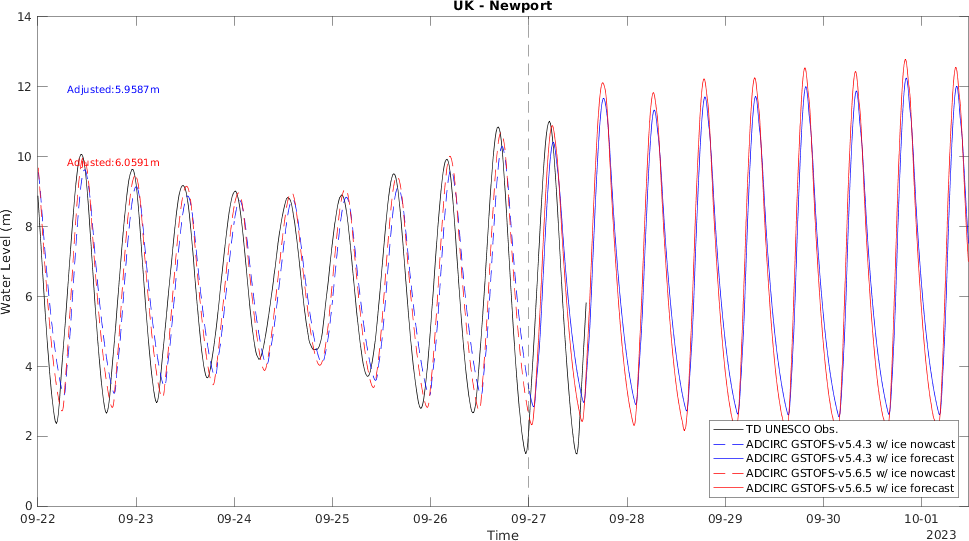 UK - Newport
14
12
10
8
6
4
2
0
Water Level (m)
Adjusted:5.9587m
Adjusted:6.0591m
TD UNESCO Obs.
ADCIRC GSTOFS-v5.4.3 w/ ice nowcast
ADCIRC GSTOFS-v5.4.3 w/ ice forecast
ADCIRC GSTOFS-v5.6.5 w/ ice nowcast
ADCIRC GSTOFS-v5.6.5 w/ ice forecast
09-22 09-23 09-24 09-25 09-26 09-27 09-28 09-29 09-30 10-01
Time
2023